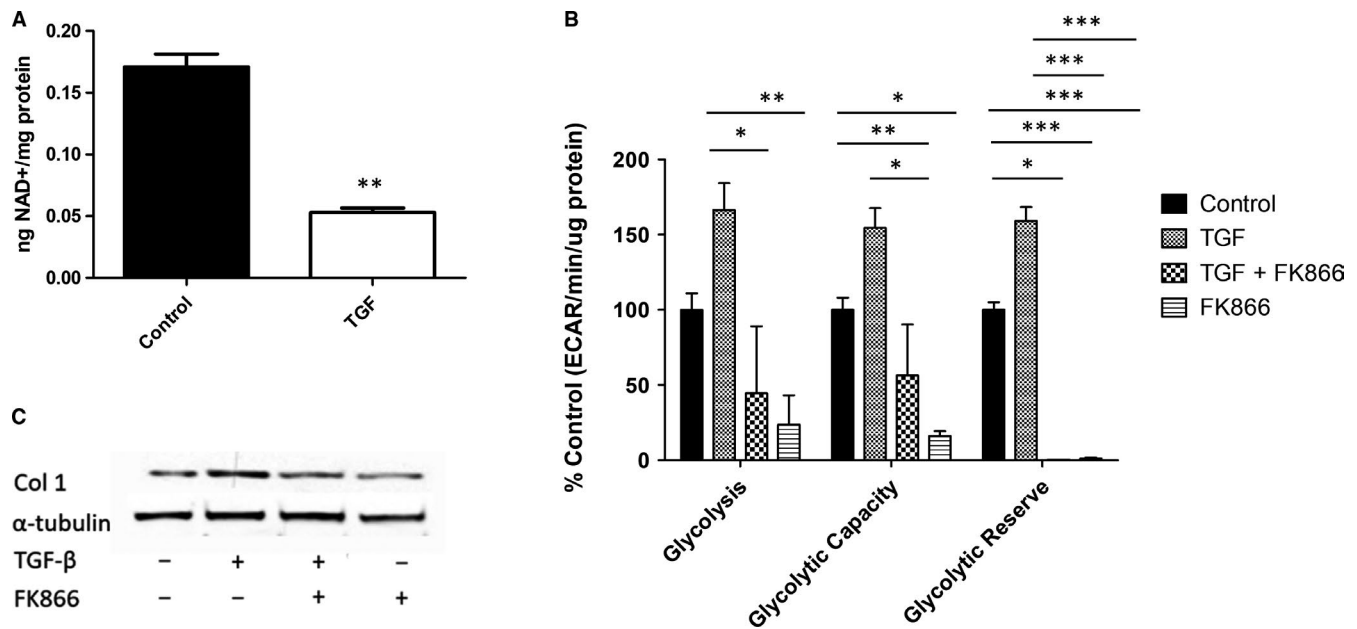 A
ng NAD+/mg protein
0.20
0.15
0.10
0.05
0.00
**
Control
TGF
B
% Control (ECAR/min/ug protein)
200
150
100
50
0
**
*
*
**
*
***
***
***
***
*
Glycolysis
Glycolytic Capacity
Glycolytic Reserve
Control
TGF
TGF + FK866
FK866
C
Col 1
α-tubulin
TGF-β – + + –
FK866 – – + +